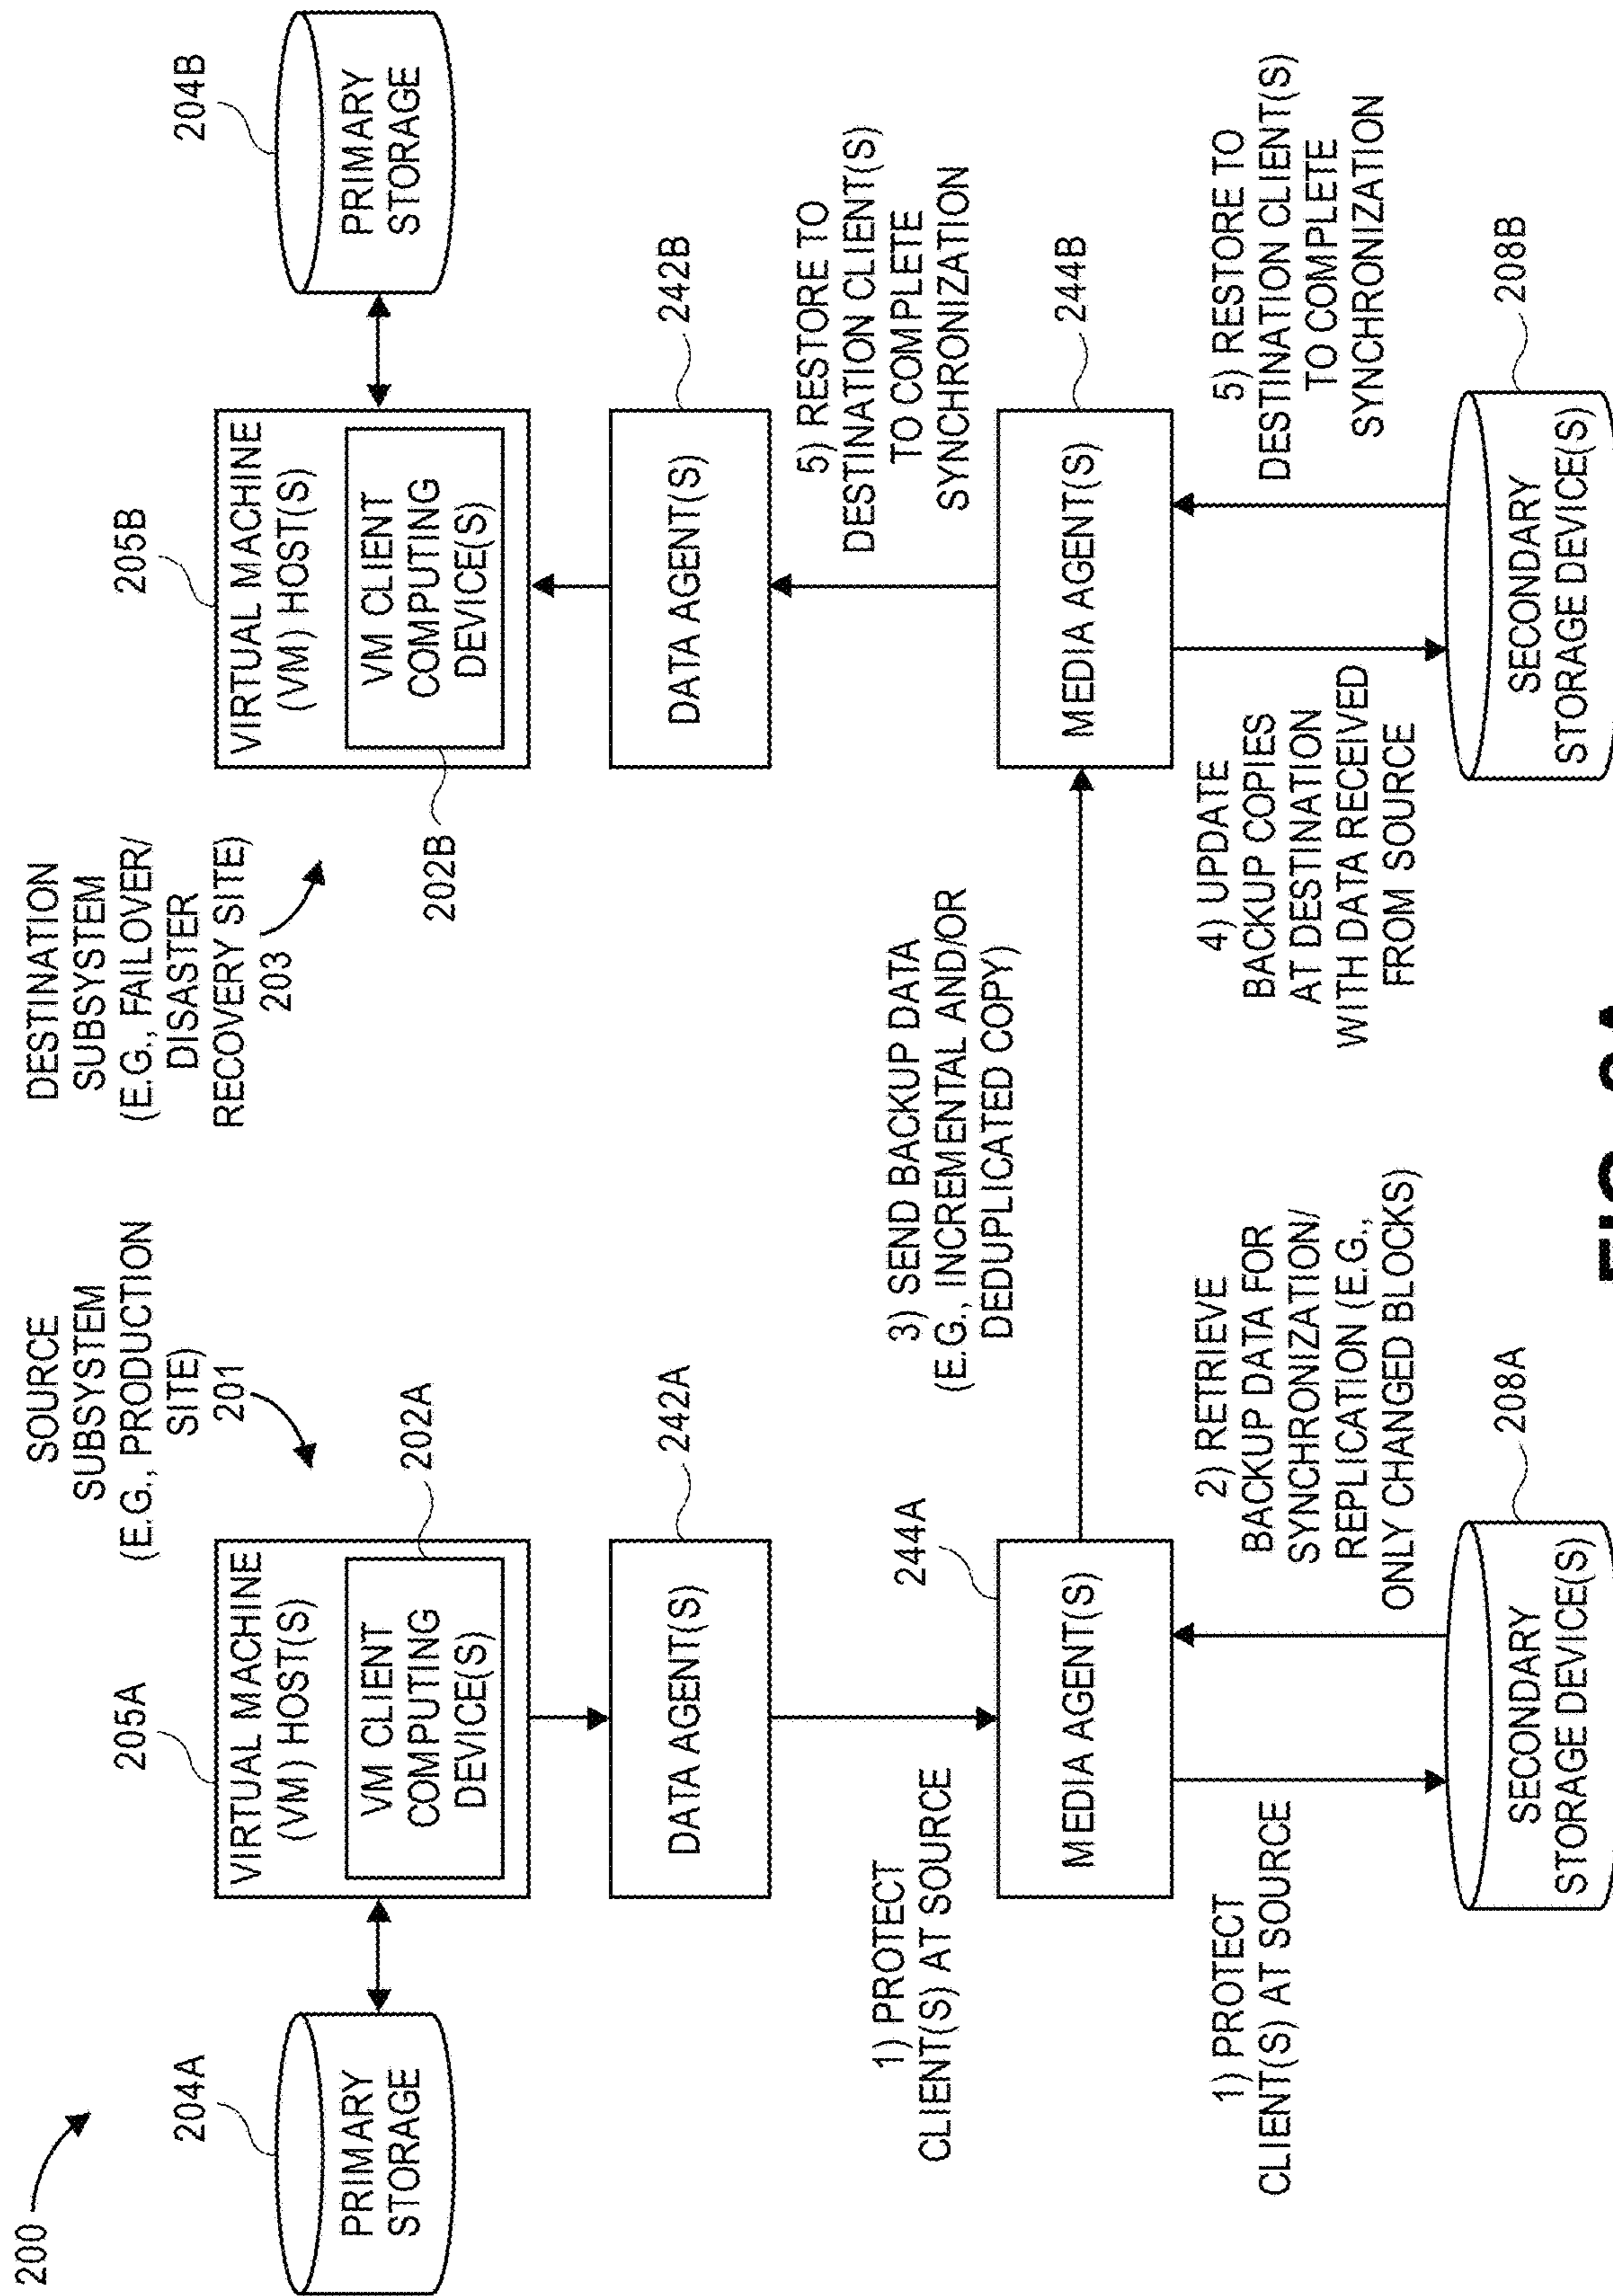 200
SOURCE
SUBSYSTEM
(E.G., PRODUCTION
SITE)
201
DESTINATION
SUBSYSTEM
(E.G., FAILOVER/
DISASTER
RECOVERY SITE)
203
204A
PRIMARY
STORAGE
205A
VIRTUAL MACHINE
(VM) HOST(S)
VM CLIENT
COMPUTING
DEVICE(S)
202A
202B
205B
VIRTUAL MACHINE
(VM) HOST(S)
VM CLIENT
COMPUTING
DEVICE(S)
204B
PRIMARY
STORAGE
DATA AGENT(S)
242A
DATA AGENT(S)
242B
1) PROTECT
CLIENT(S) AT SOURCE
244A
3) SEND BACKUP DATA
(E.G., INCREMENTAL AND/OR
DEDUPLICATED COPY)
5) RESTORE TO
DESTINATION CLIENT(S)
TO COMPLETE
SYNCHRONIZATION
MEDIA AGENT(S)
MEDIA AGENT(S)
244B
1) PROTECT
CLIENT(S) AT SOURCE
2) RETRIEVE
BACKUP DATA FOR
SYNCHRONIZATION/
REPLICATION (E.G.,
ONLY CHANGED BLOCKS)
4) UPDATE
BACKUP COPIES
AT DESTINATION
WITH DATA RECEIVED
FROM SOURCE
5) RESTORE TO
DESTINATION CLIENT(S)
TO COMPLETE
SYNCHRONIZATION
SECONDARY
STORAGE DEVICE(S)
208A
SECONDARY
STORAGE DEVICE(S)
208B